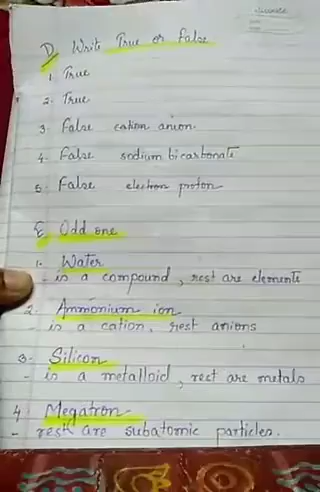 D. Write True or False
1. True
2. True
3. False cation anion.
4. False sodium bicarbonate
5. False electron proton
E. Odd one
1. Water
- is a compound, rest are elements
2. Ammonium ion
- is a cation, rest anions
3. Silicon
- is a metalloid, rest are metals
4. Megatron
- rest are subatomic particles.